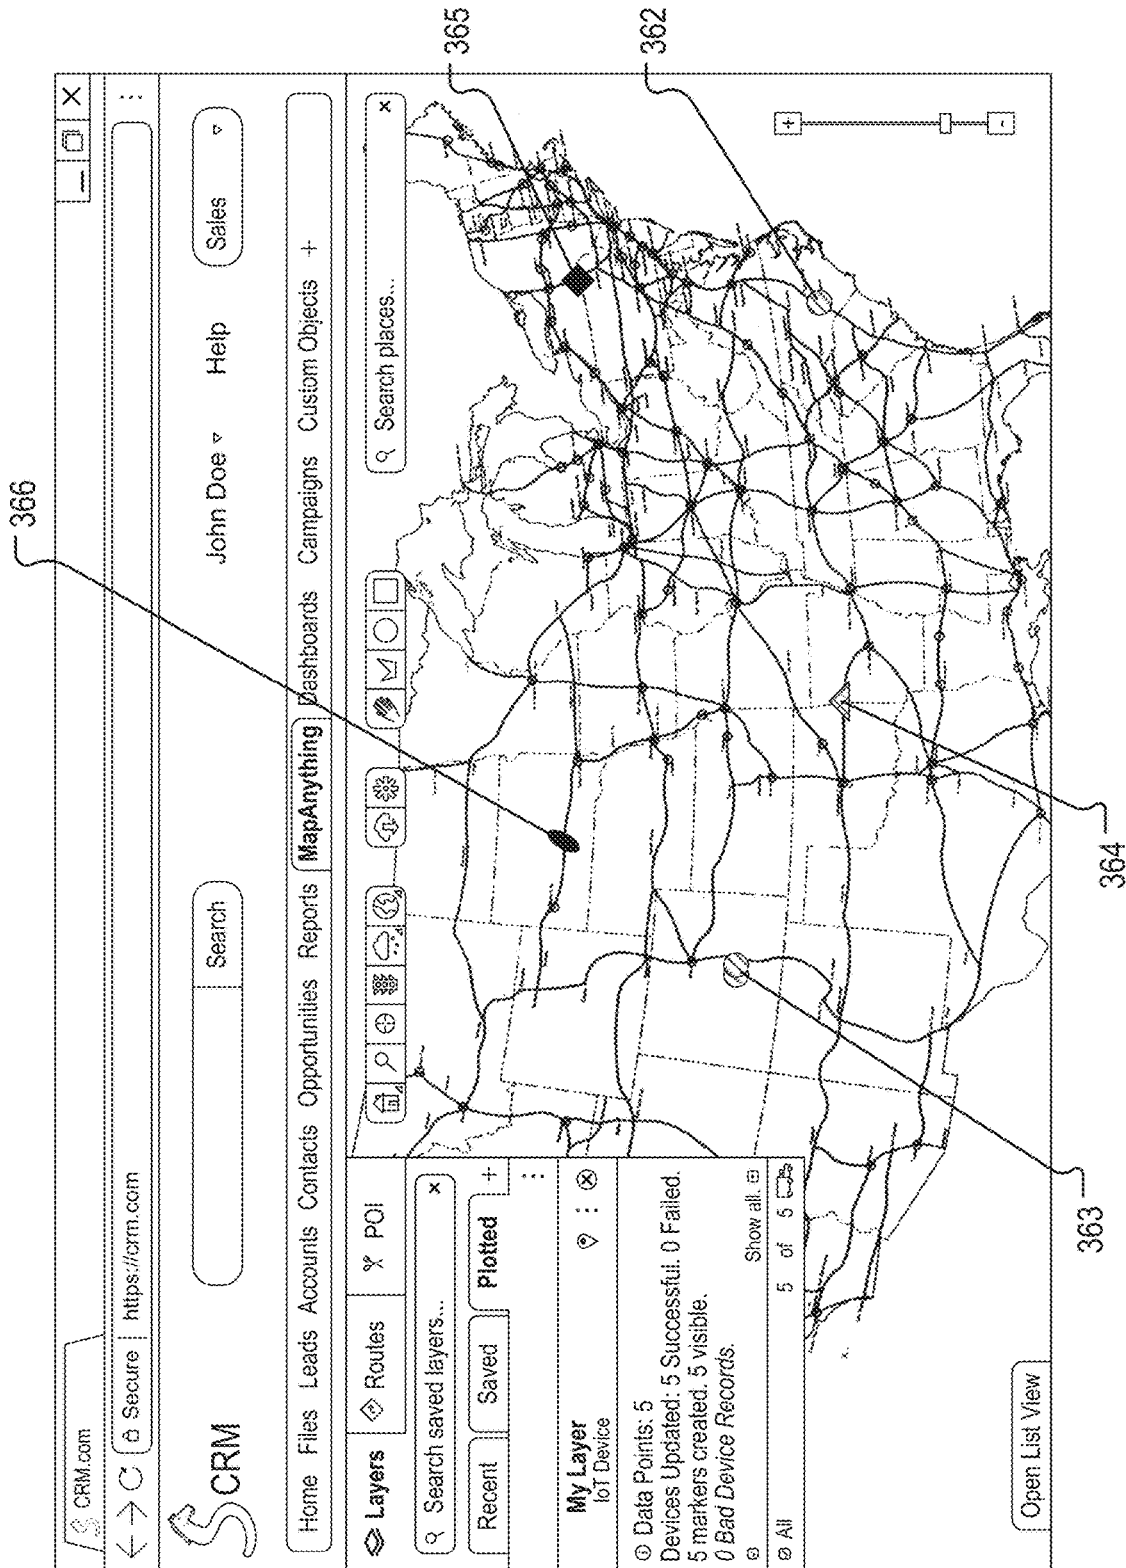 CRM.com
Secure https://crm.com
CRM
Search
John Doe
Help
Sales
Home Files Leads Accounts Contacts Opportunities Reports MapAnything Dashboards Campaigns Custom Objects +
Layers
Routes
POI
Search saved layers... x
Recent
Saved
Plotted
+
My Layer
IoT Device
Data Points: 5
Devices Updated: 5 Successful. 0 Failed.
5 markers created. 5 visible.
0 Bad Device Records.
Show all.
All
5 of 5
Search places... x
+
-
Open List View
366
365
362
364
363